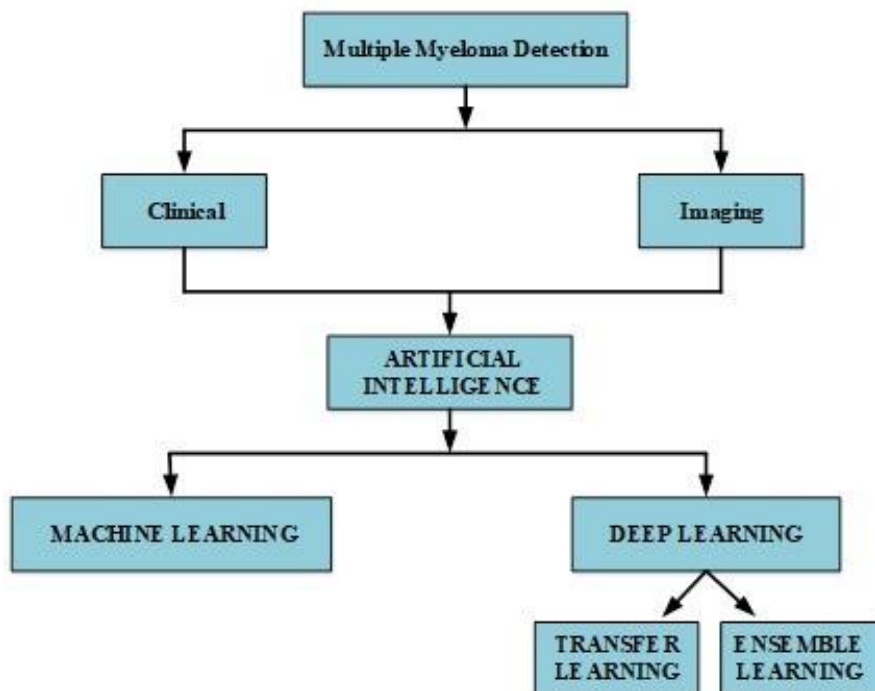 Multiple Myeloma Detection
Clinical
Imaging
ARTIFICIAL
INTELLIGENCE
MACHINE LEARNING
DEEP LEARNING
TRANSFER
LEARNING
ENSEMBLE
LEARNING